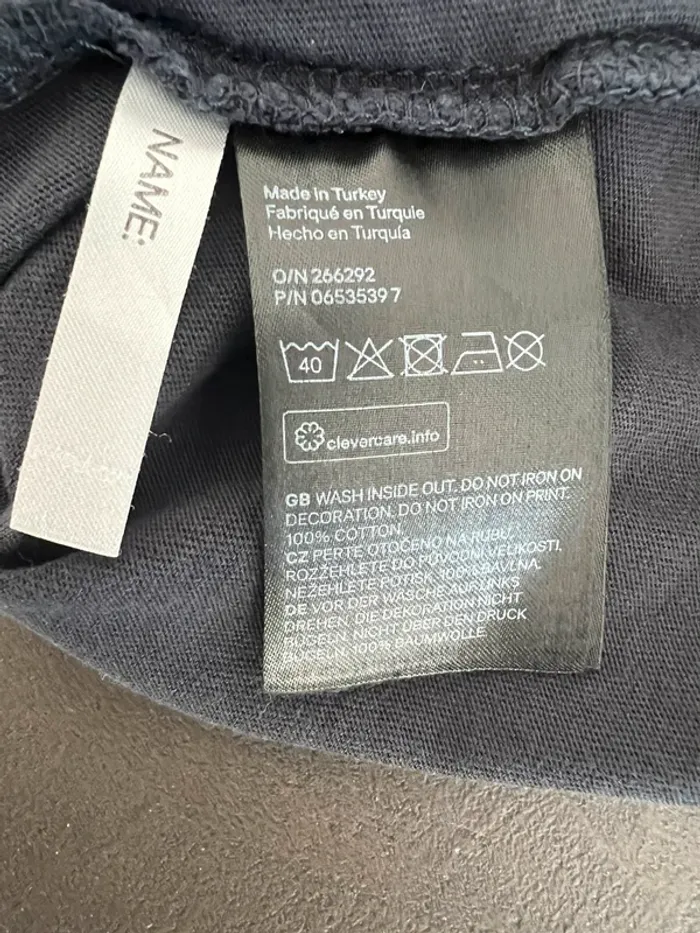 NAME:
Made in Turkey
Fabriqué en Turquie
Hecho en Turquía
O/N 266292
P/N 06535397
40
clevercare.info
GB WASH INSIDE OUT. DO NOT IRON ON
DECORATION. DO NOT IRON ON PRINT.
100% COTTON
CZ PERTE OTOČENO NA RUBU,
ROZŽEHLETE DO PŮVODNÍ VELIKOSTI,
NEŽEHLETE POTISK. 100% BAVLNA.
DE VOR DER WÄSCHE AUF LINKS
DREHEN. DIE DEKORATION NICHT
BÜGELN. NICHT ÜBER DEN DRUCK
BÜGELN. 100% BAUMWOLLE